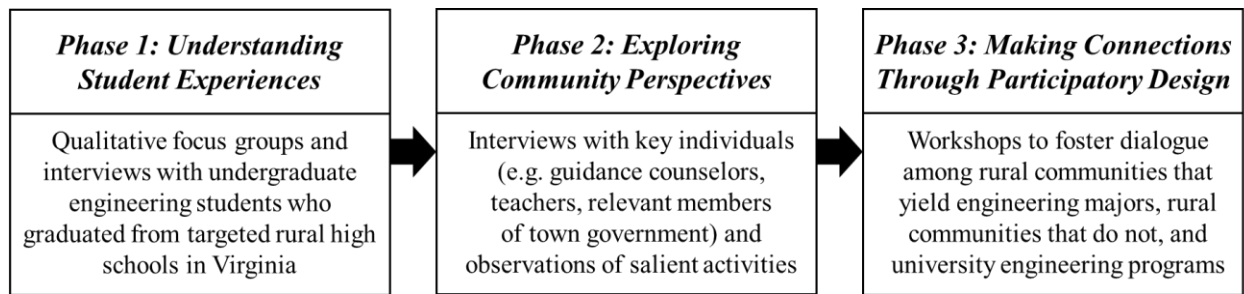 Phase 1: Understanding
Student Experiences
Qualitative focus groups and
interviews with undergraduate
engineering students who
graduated from targeted rural high
schools in Virginia
Phase 2: Exploring
Community Perspectives
Interviews with key individuals
(e.g. guidance counselors,
teachers, relevant members
of town government) and
observations of salient activities
Phase 3: Making Connections
Through Participatory Design
Workshops to foster dialogue
among rural communities that
yield engineering majors, rural
communities that do not, and
university engineering programs